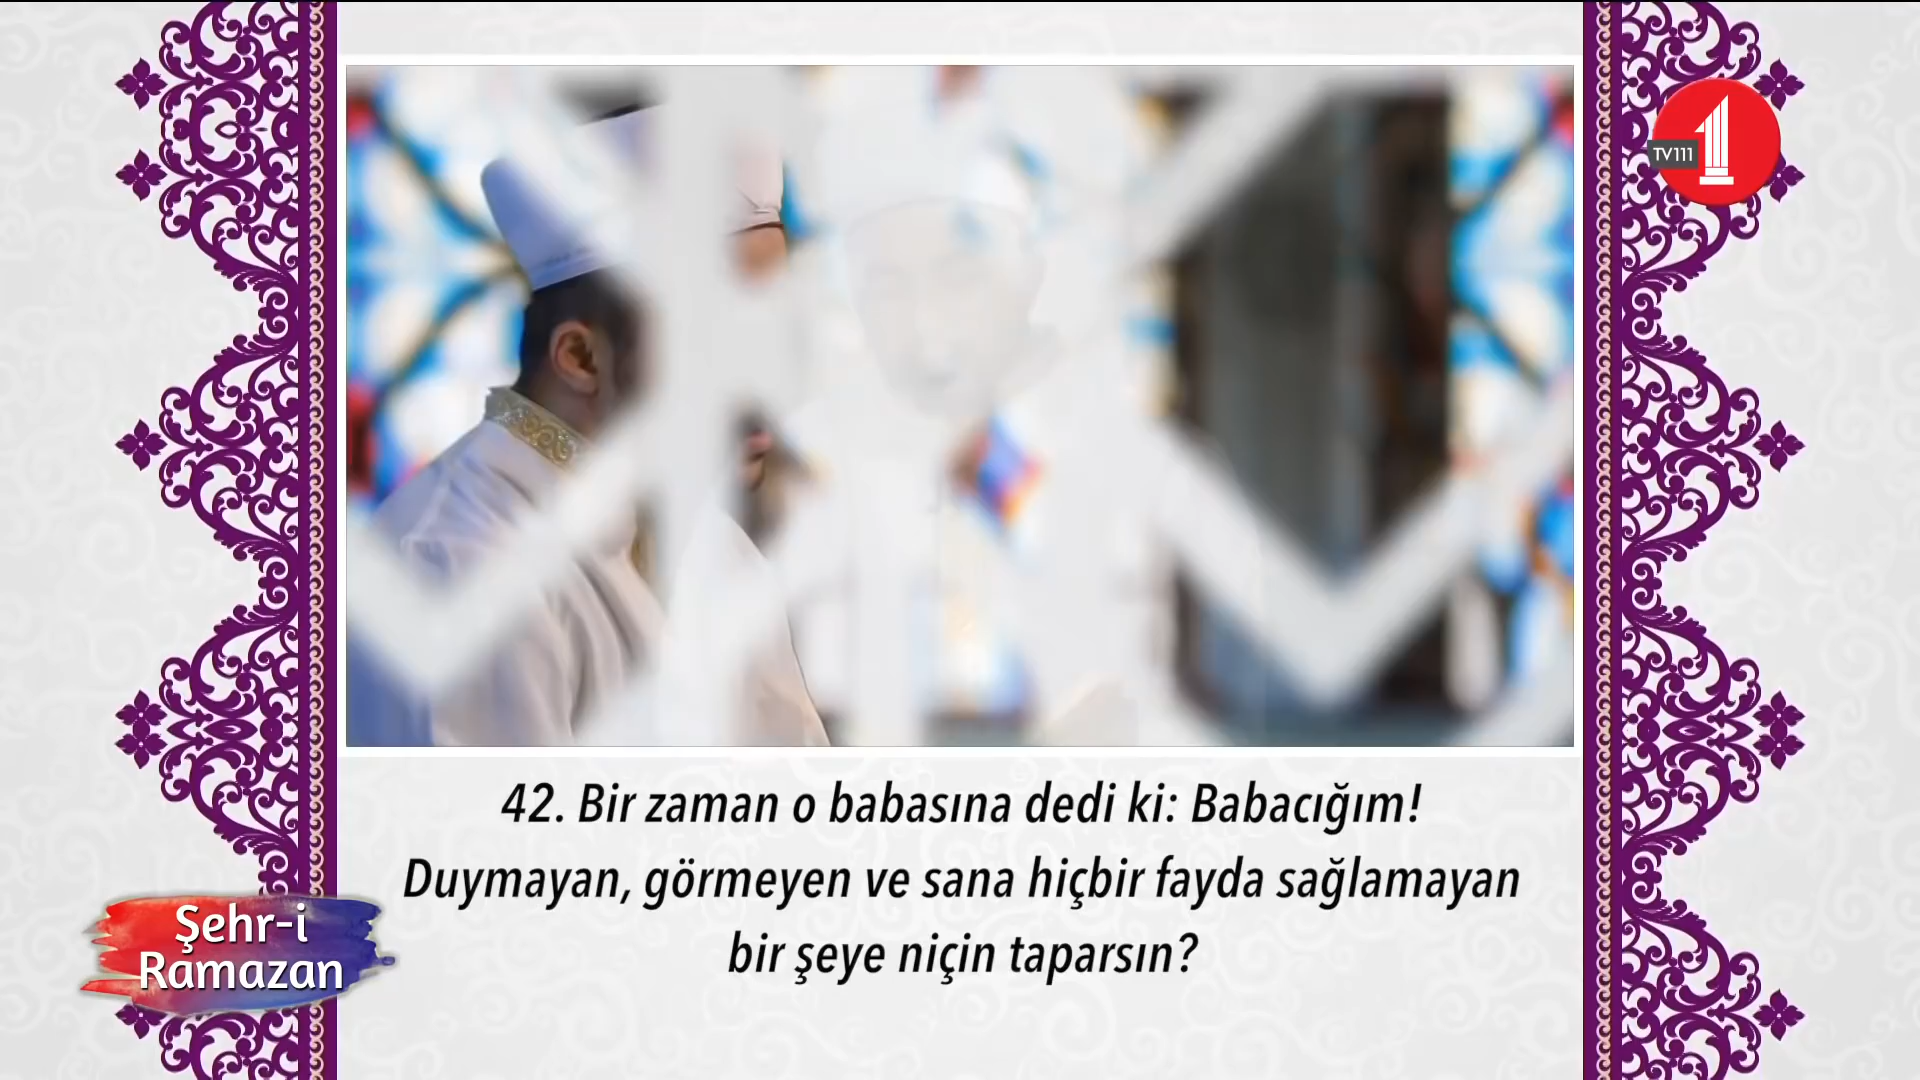 TV111
42. Bir zaman o babasına dedi ki: Babacığım!
Duymayan, görmeyen ve sana hiçbir fayda sağlamayan
bir şeye niçin taparsın?
Şehr-i
Ramazan